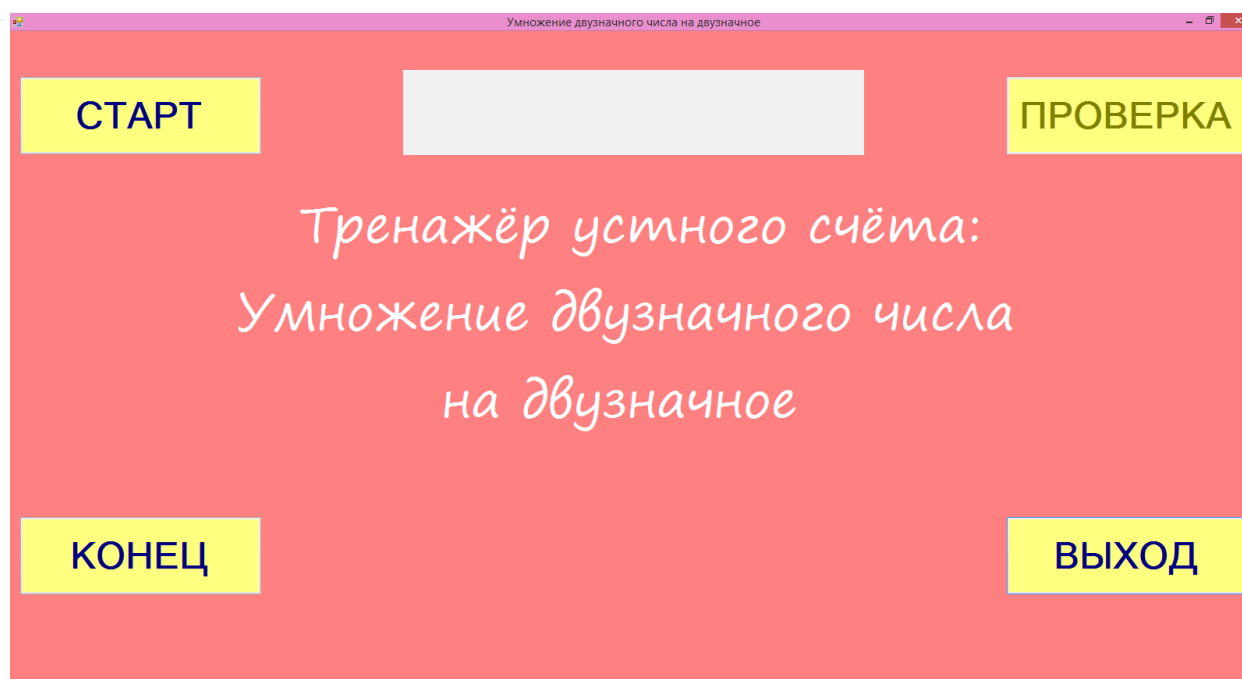 Умножение двузначного числа на двузначное
СТАРТ
ПРОВЕРКА
Тренажёр устного счёта:
Умножение двузначного числа
на двузначное
КОНЕЦ
ВЫХОД